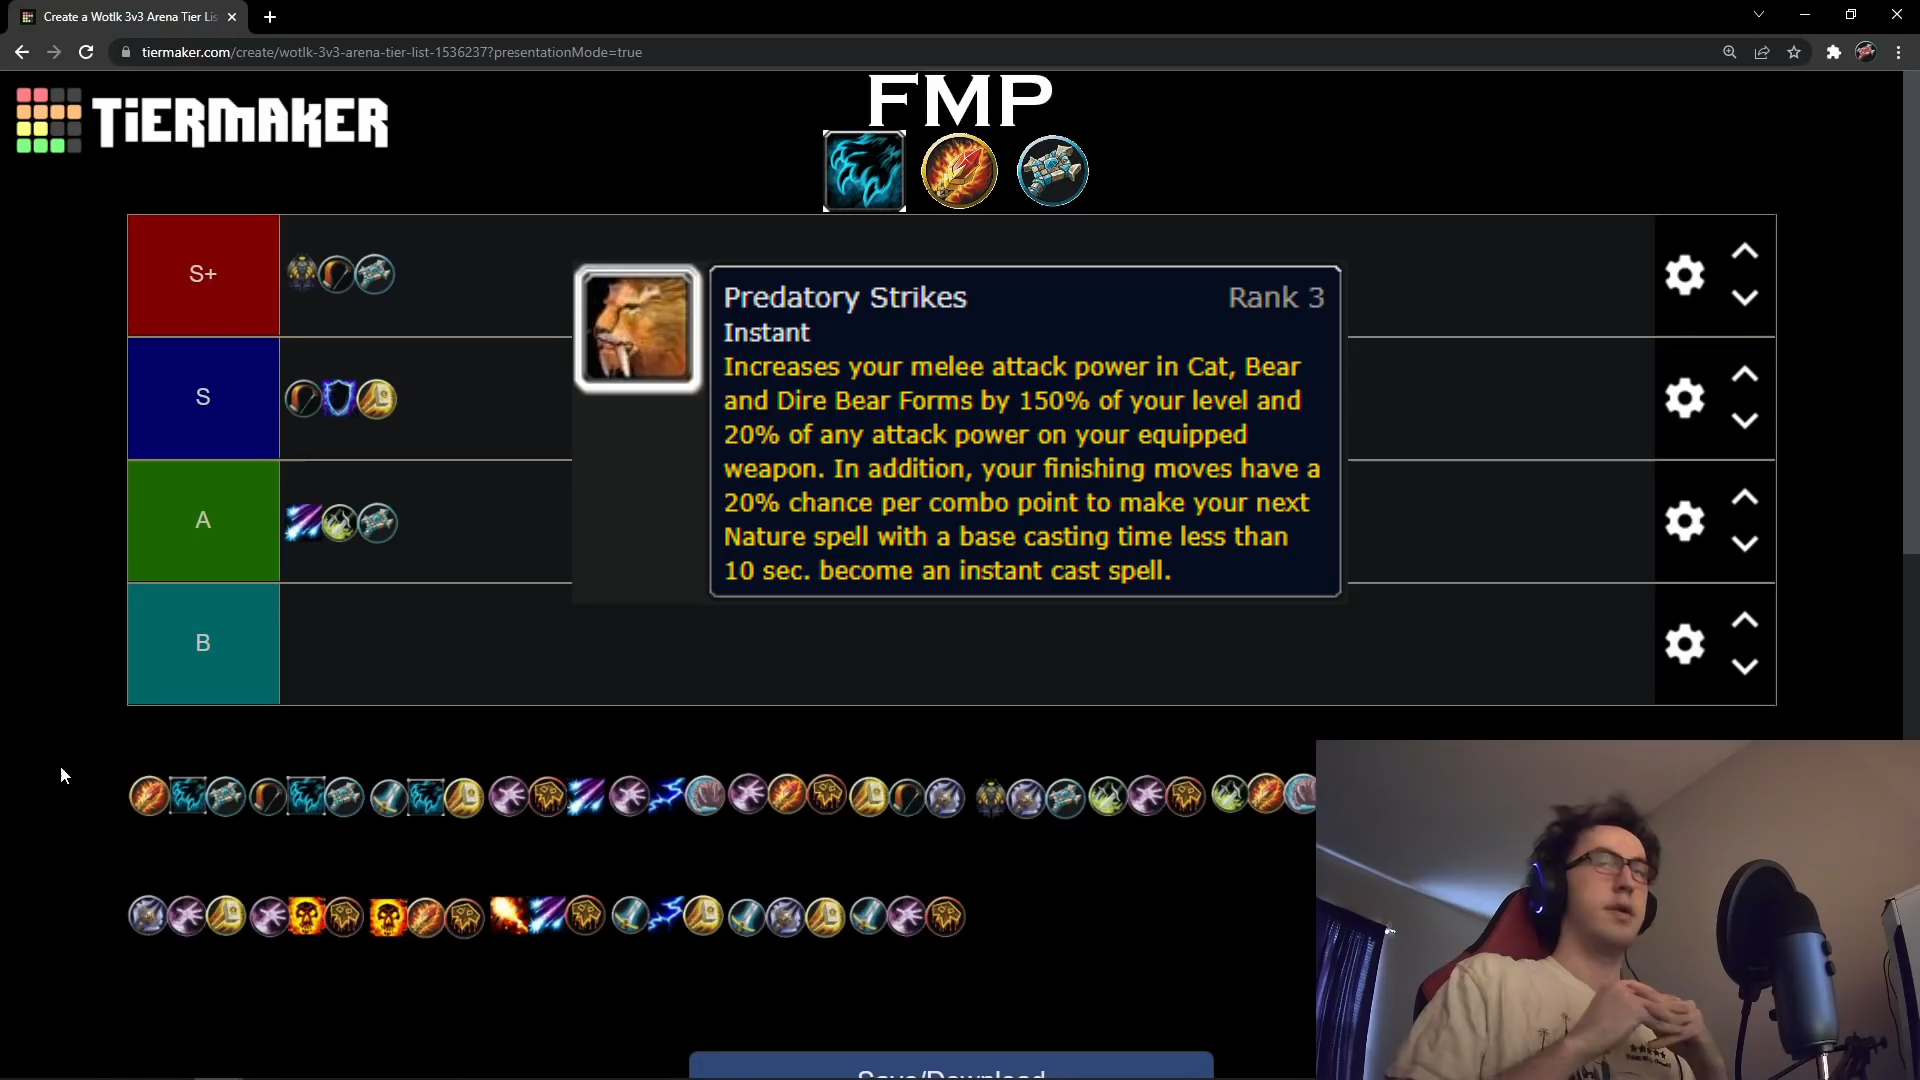 Create a Wotlk 3v3 Arena Tier Lis
tiermaker.com/create/wotlk-3v3-arena-tier-list-1536237?presentationMode=true
TiERMAKER
FMP
S+
S
A
B
Predatory Strikes Rank 3
Instant
Increases your melee attack power in Cat, Bear
and Dire Bear Forms by 150% of your level and
20% of any attack power on your equipped
weapon. In addition, your finishing moves have a
20% chance per combo point to make your next
Nature spell with a base casting time less than
10 sec. become an instant cast spell.
Save/Download